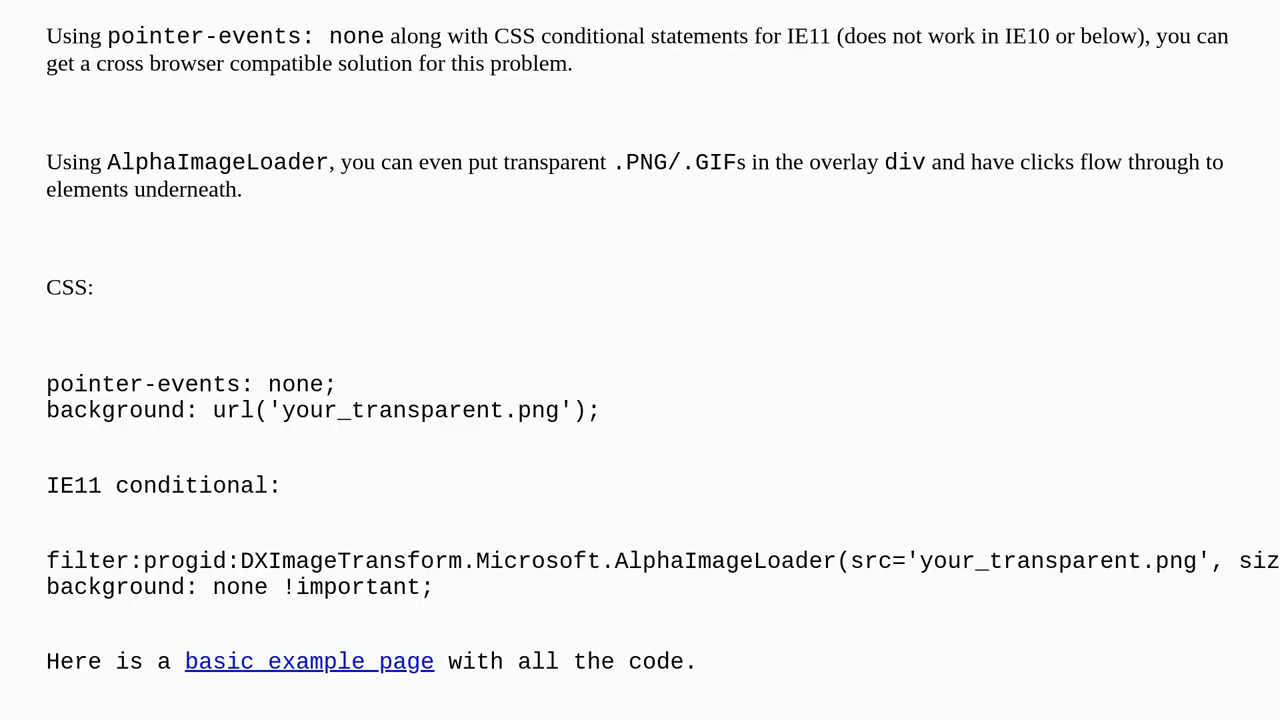 Using pointer-events: none along with CSS conditional statements for IE11 (does not work in IE10 or below), you can
get a cross browser compatible solution for this problem.
Using AlphaImageLoader, you can even put transparent .PNG/.GIFs in the overlay div and have clicks flow through to
elements underneath.
CSS:
pointer-events: none;
background: url('your_transparent.png');
IE11 conditional:
filter:progid:DXImageTransform.Microsoft.AlphaImageLoader(src='your_transparent.png', siz
background: none !important;
Here is a basic example page with all the code.